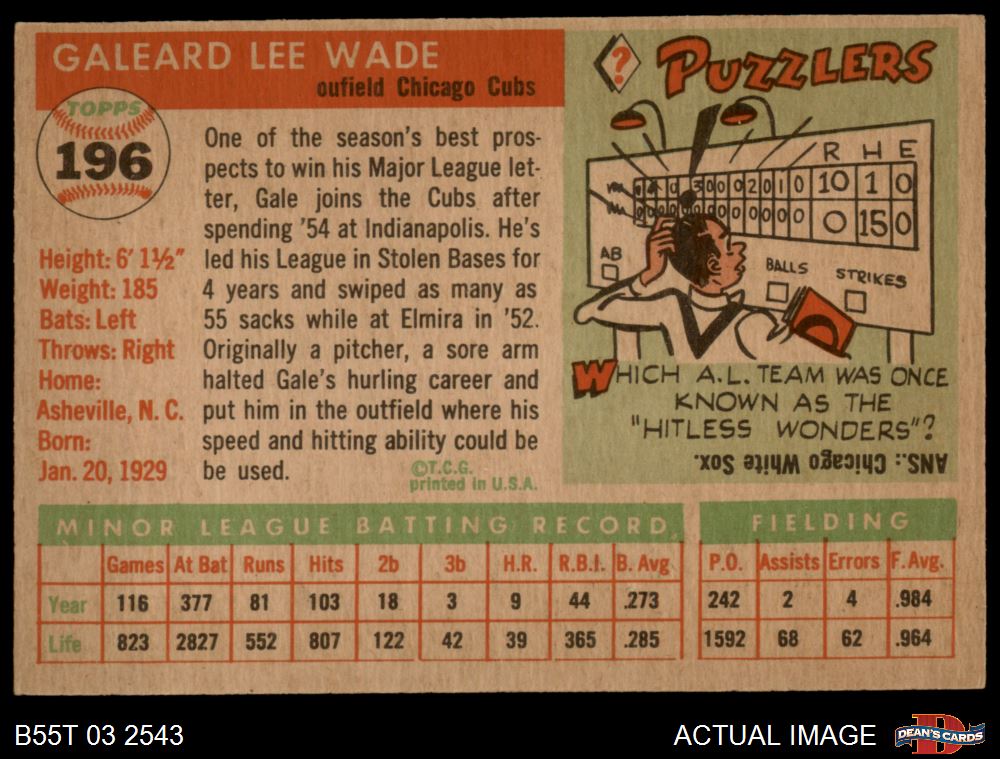 GALEARD LEE WADE
oufield Chicago Cubs
TOPPS
196
Height: 6' 1½"
Weight: 185
Bats: Left
Throws: Right
Home:
Asheville, N. C.
Born:
Jan. 20, 1929
One of the season's best pros-
pects to win his Major League let-
ter, Gale joins the Cubs after
spending '54 at Indianapolis. He's
led his League in Stolen Bases for
4 years and swiped as many as
55 sacks while at Elmira in '52.
Originally a pitcher, a sore arm
halted Gale's hurling career and
put him in the outfield where his
speed and hitting ability could be
be used.
©T.C.G.
printed in U.S.A.
? PUZZLERS
R H E
3 0 0 0 2 0 1 0 10 1 0
0 15 0
AB
BALLS
STRIKES
WHICH A.L. TEAM WAS ONCE
KNOWN AS THE
"HITLESS WONDERS"?
ANS.: Chicago White Sox.
MINOR LEAGUE BATTING RECORD
Games At Bat Runs Hits 2b 3b H.R. R.B.I. B. Avg
Year 116 377 81 103 18 3 9 44 .273
Life 823 2827 552 807 122 42 39 365 .285
FIELDING
P.O. Assists Errors F. Avg.
242 2 4 .984
1592 68 62 .964
B55T 03 2543
ACTUAL IMAGE
DEAN'S CARDS